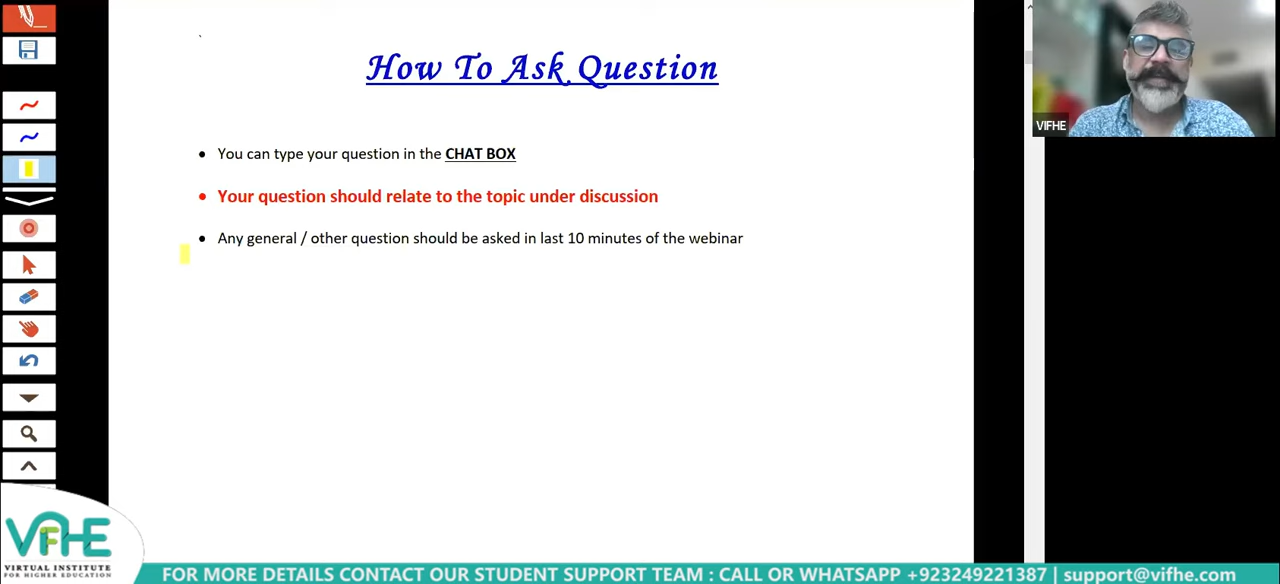 How To Ask Question
VIFHE
• You can type your question in the CHAT BOX
• Your question should relate to the topic under discussion
• Any general / other question should be asked in last 10 minutes of the webinar
VIFHE
VIRTUAL INSTITUTE
FOR HIGHER EDUCATION
FOR MORE DETAILS CONTACT OUR STUDENT SUPPORT TEAM : CALL OR WHATSAPP +923249221387 | support@vifhe.com